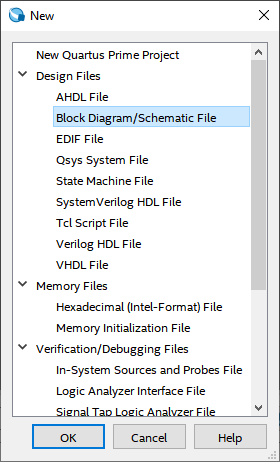 New
New Quartus Prime Project
Design Files
AHDL File
Block Diagram/Schematic File
EDIF File
Qsys System File
State Machine File
SystemVerilog HDL File
Tcl Script File
Verilog HDL File
VHDL File
Memory Files
Hexadecimal (Intel-Format) File
Memory Initialization File
Verification/Debugging Files
In-System Sources and Probes File
Logic Analyzer Interface File
Signal Tap Logic Analyzer File
OK
Cancel
Help